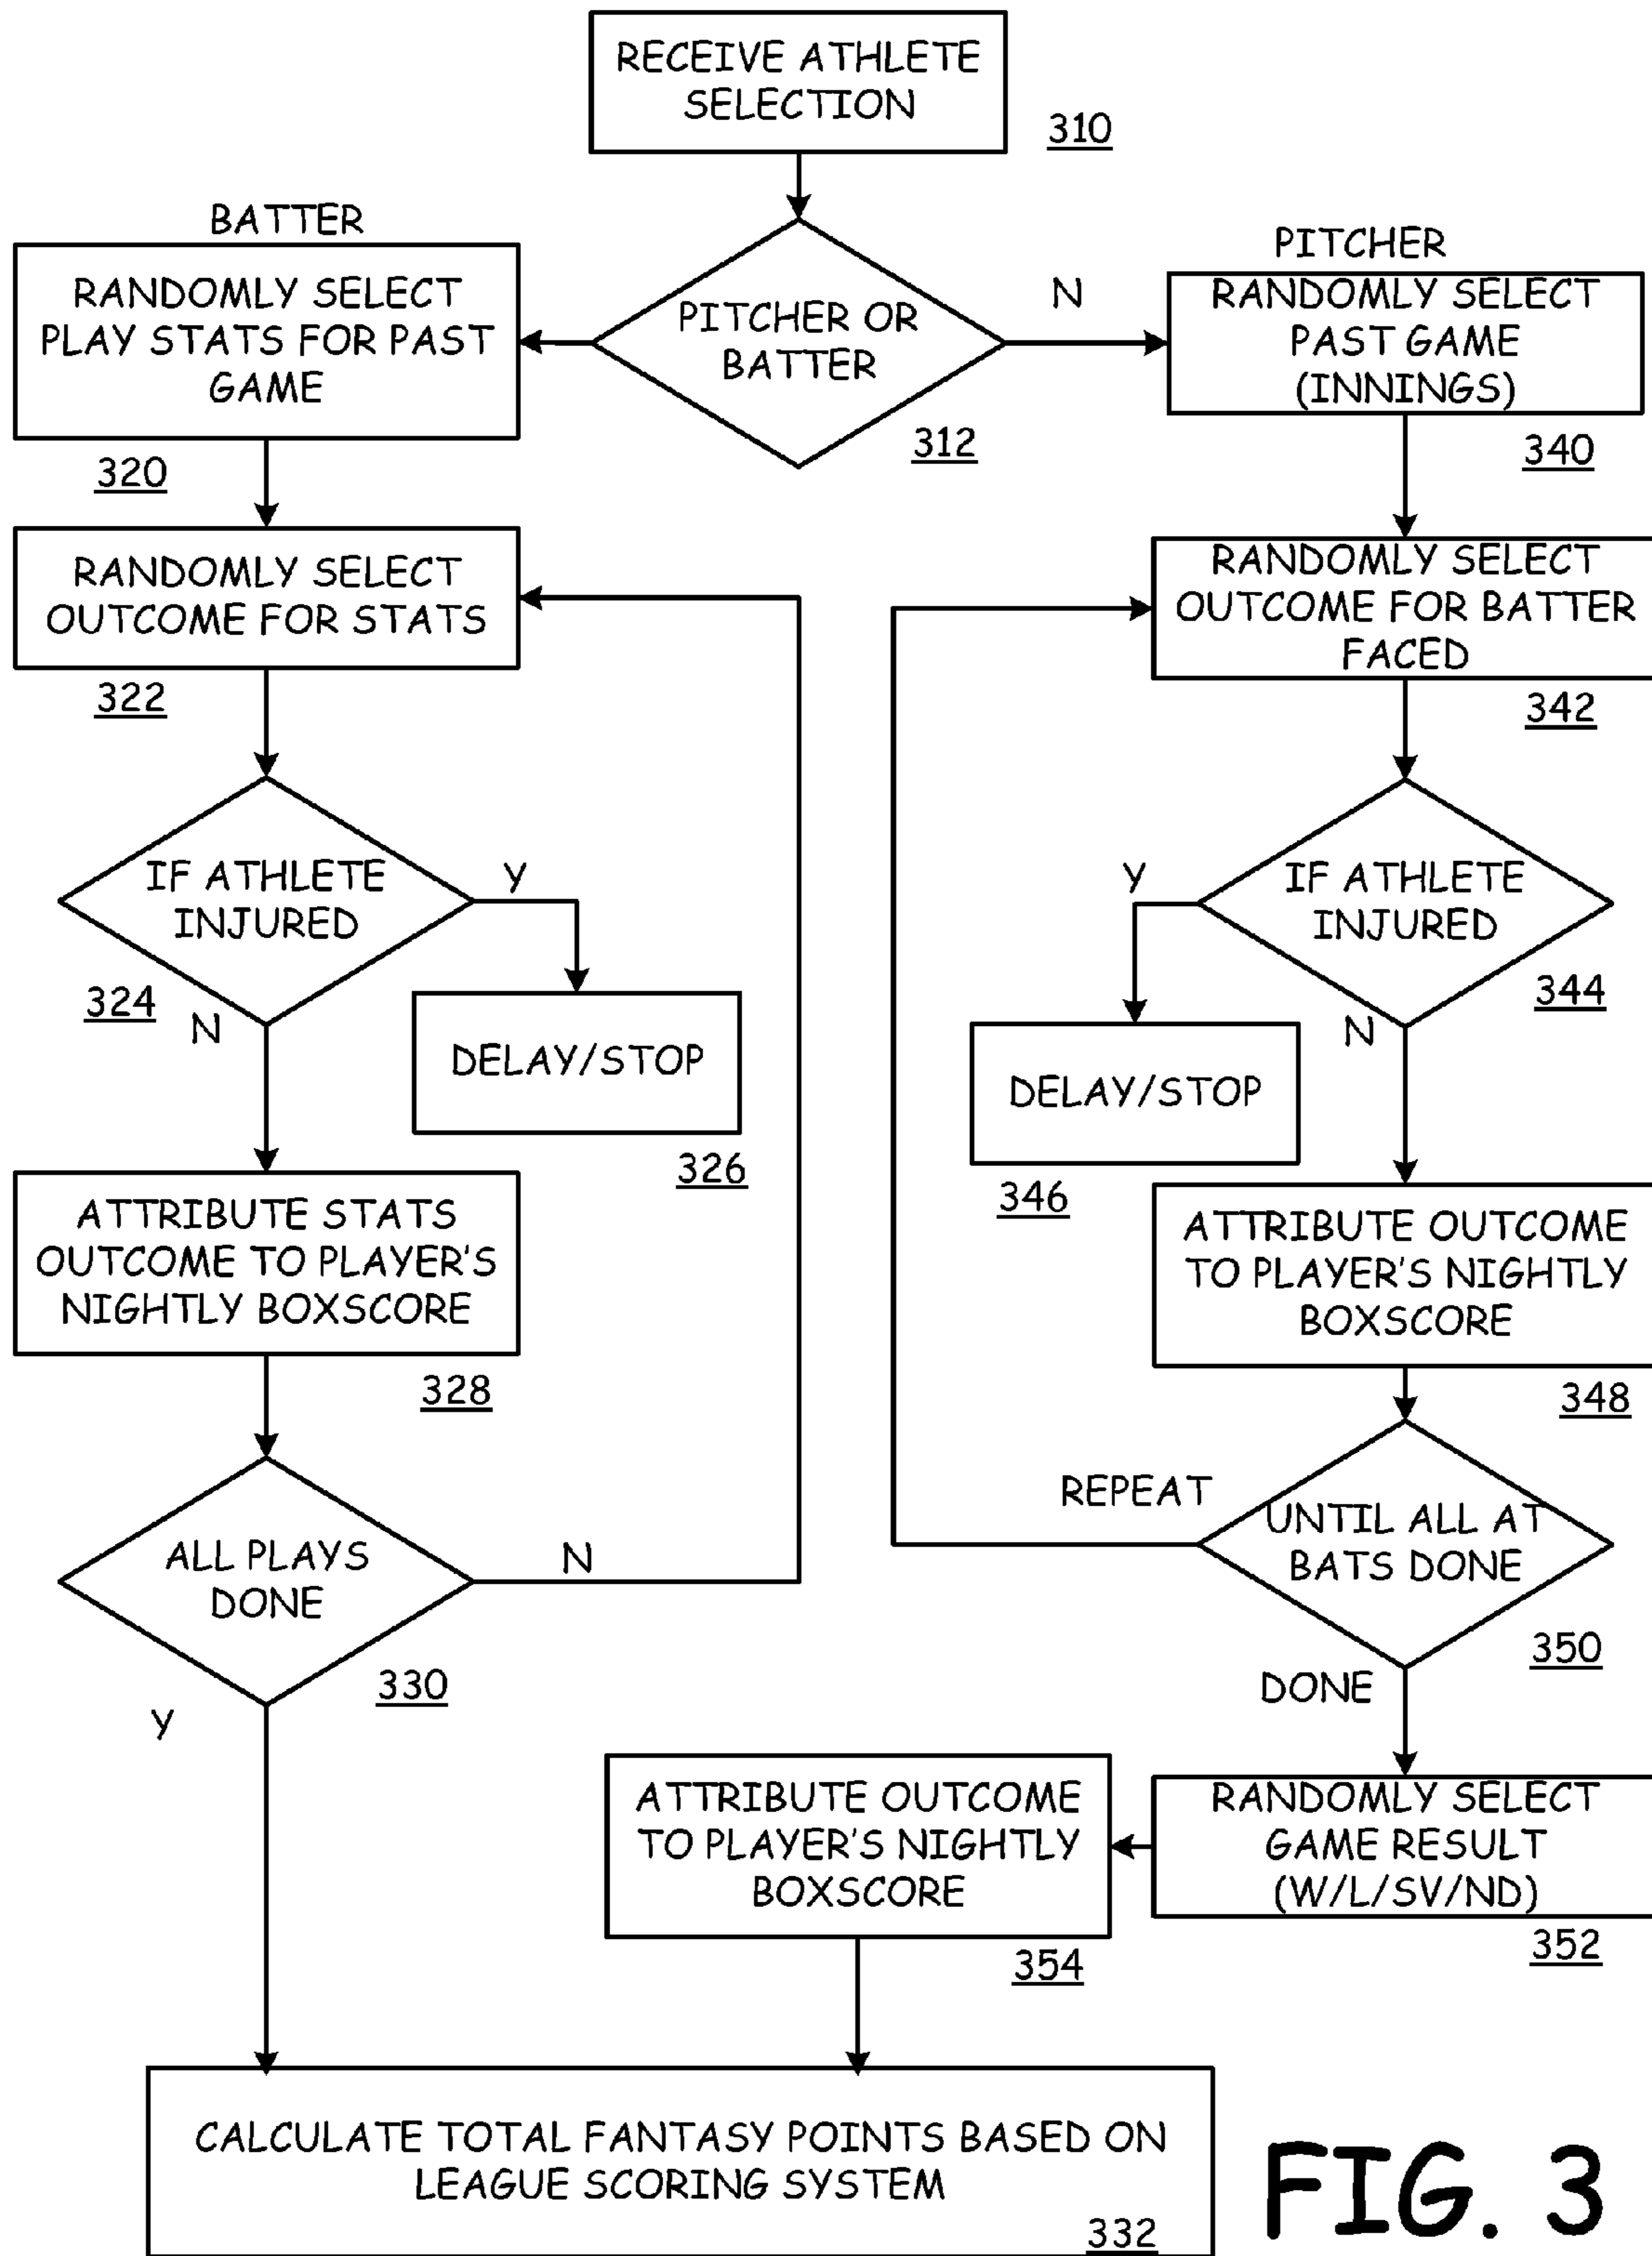 RECEIVE ATHLETE
SELECTION
310
BATTER
RANDOMLY SELECT
PLAY STATS FOR PAST
GAME
320
PITCHER OR
BATTER
312
N
PITCHER
RANDOMLY SELECT
PAST GAME
(INNINGS)
340
RANDOMLY SELECT
OUTCOME FOR STATS
322
RANDOMLY SELECT
OUTCOME FOR BATTER
FACED
342
IF ATHLETE
INJURED
324
Y
N
DELAY/STOP
326
IF ATHLETE
INJURED
344
Y
N
DELAY/STOP
346
ATTRIBUTE STATS
OUTCOME TO PLAYER'S
NIGHTLY BOXSCORE
328
ATTRIBUTE OUTCOME
TO PLAYER'S NIGHTLY
BOXSCORE
348
ALL PLAYS
DONE
330
N
Y
REPEAT
UNTIL ALL AT
BATS DONE
350
DONE
RANDOMLY SELECT
GAME RESULT
(W/L/SV/ND)
352
ATTRIBUTE OUTCOME
TO PLAYER'S NIGHTLY
BOXSCORE
354
CALCULATE TOTAL FANTASY POINTS BASED ON
LEAGUE SCORING SYSTEM
332
FIG. 3